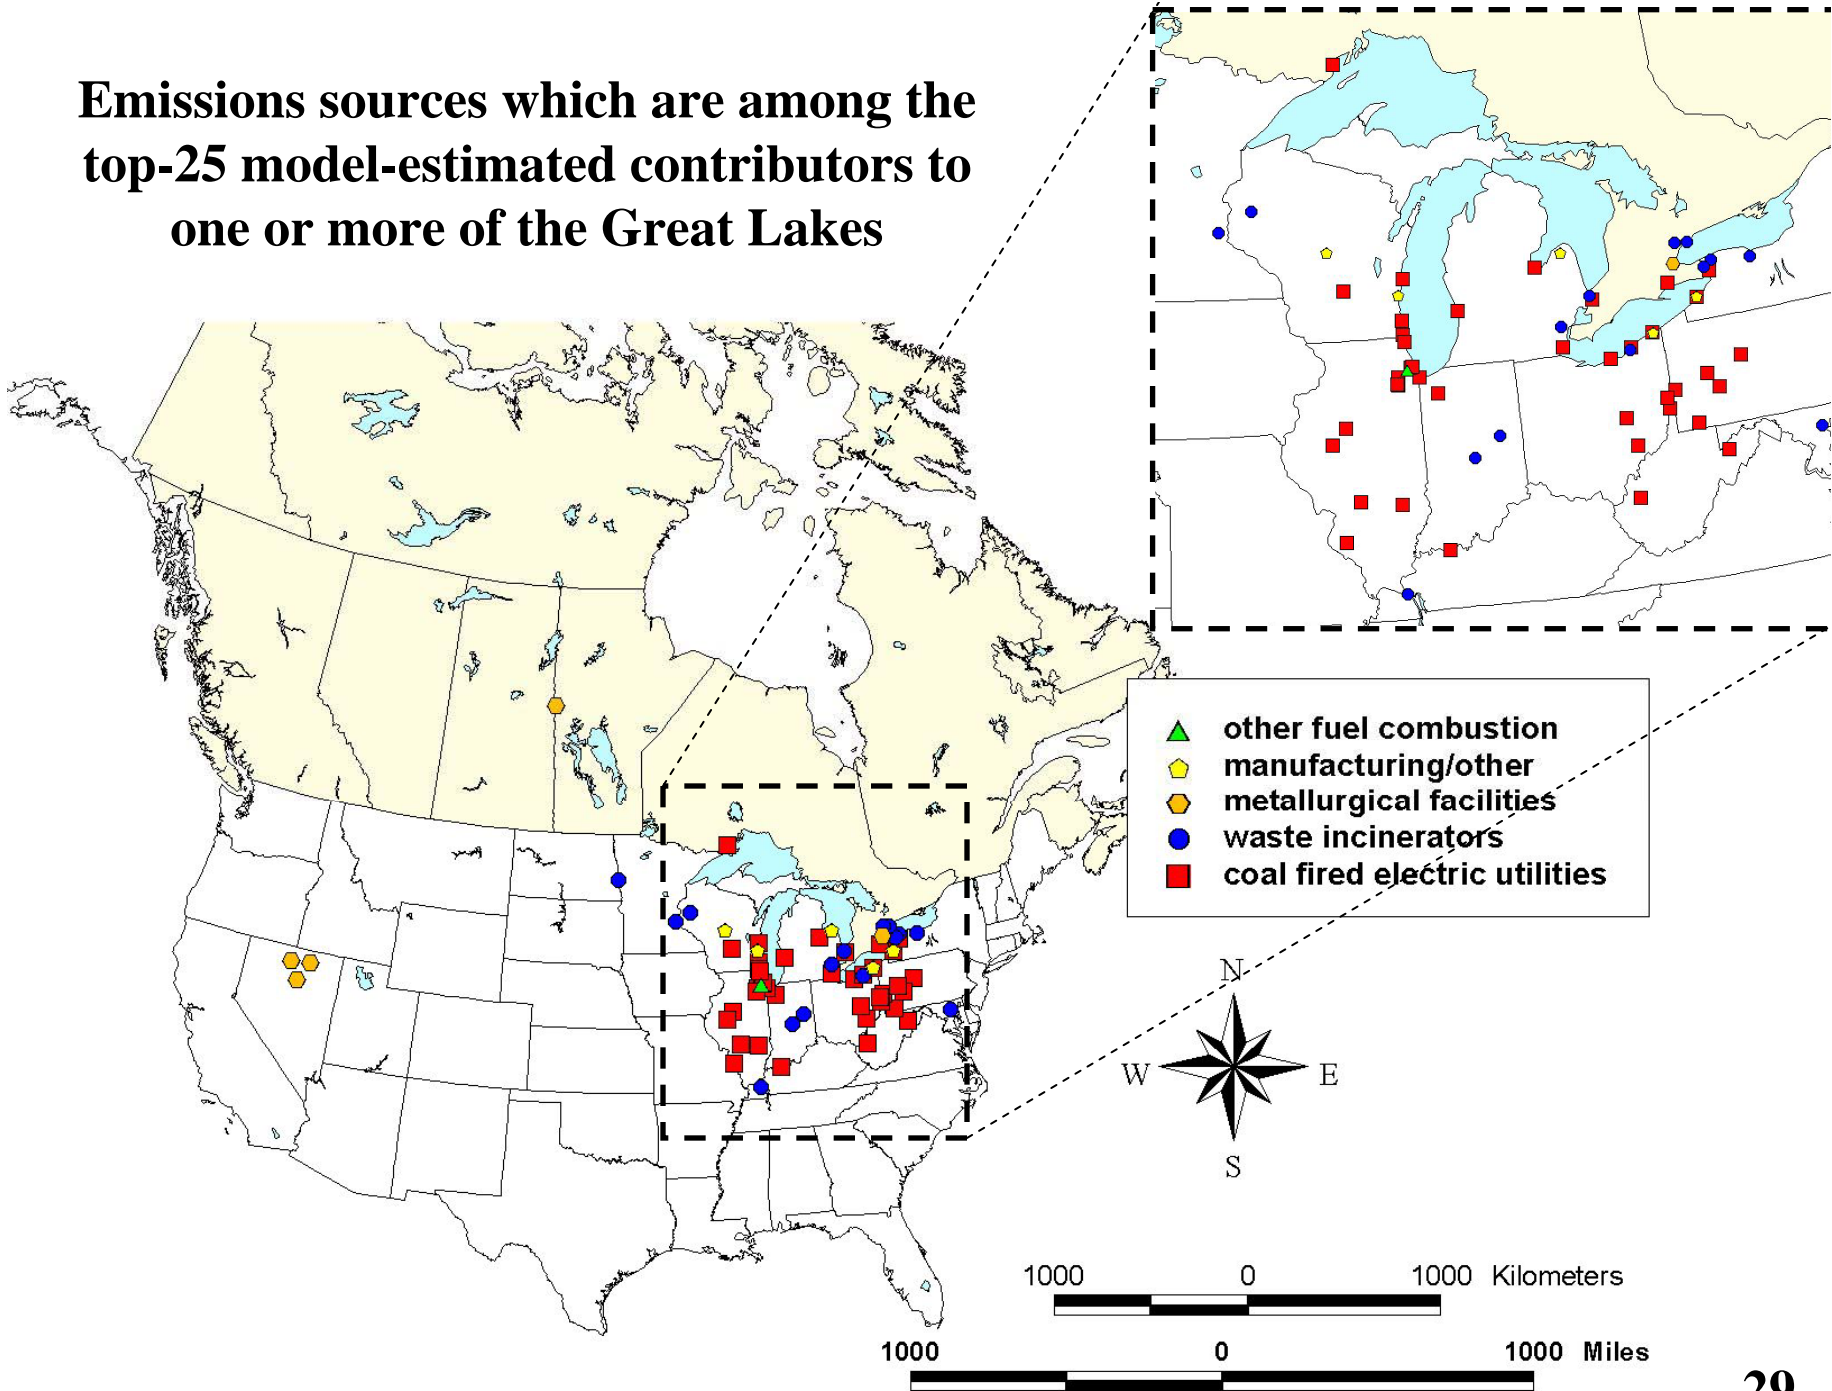 Emissions sources which are among the
top-25 model-estimated contributors to
one or more of the Great Lakes
other fuel combustion
manufacturing/other
metallurgical facilities
waste incinerators
coal fired electric utilities
N
W E
S
1000 0 1000 Kilometers
1000 0 1000 Miles
29